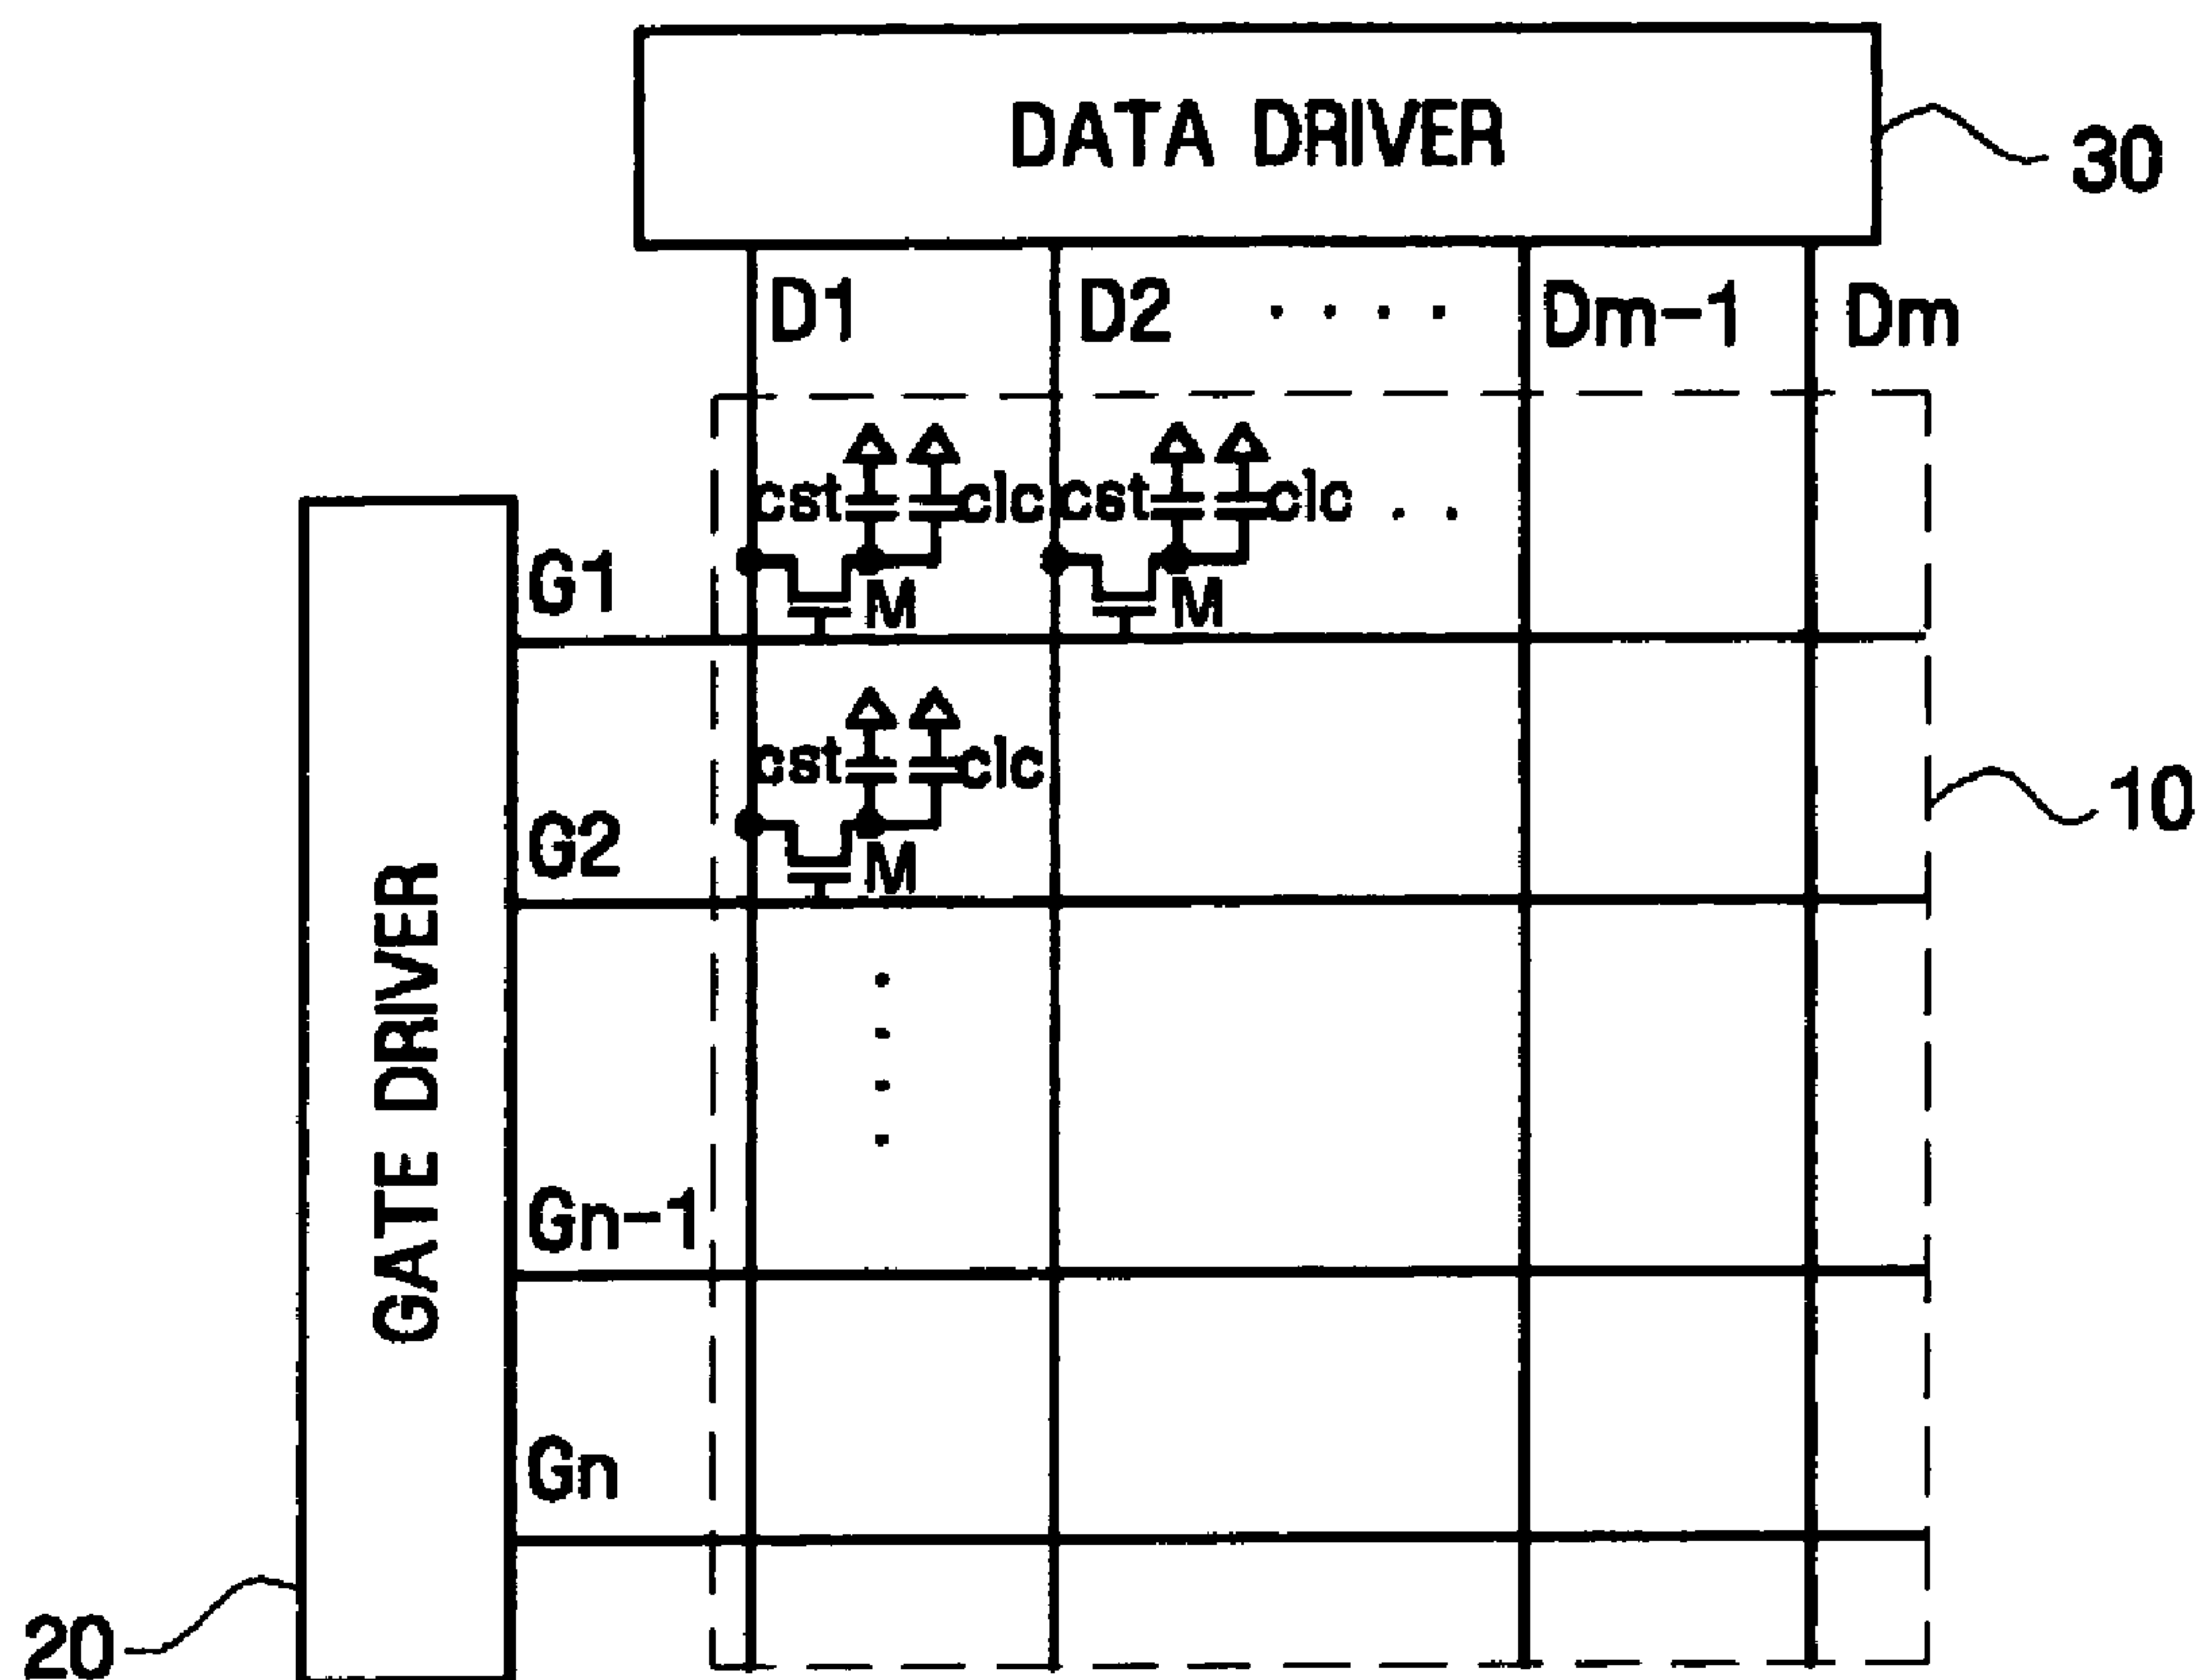 DATA DRIVER
30
D1 D2 .... Dm-1 Dm
cst clc cst clc ..
G1 M M
cst clc
10
G2 M
GATE DRIVER
Gn-1
Gn
20